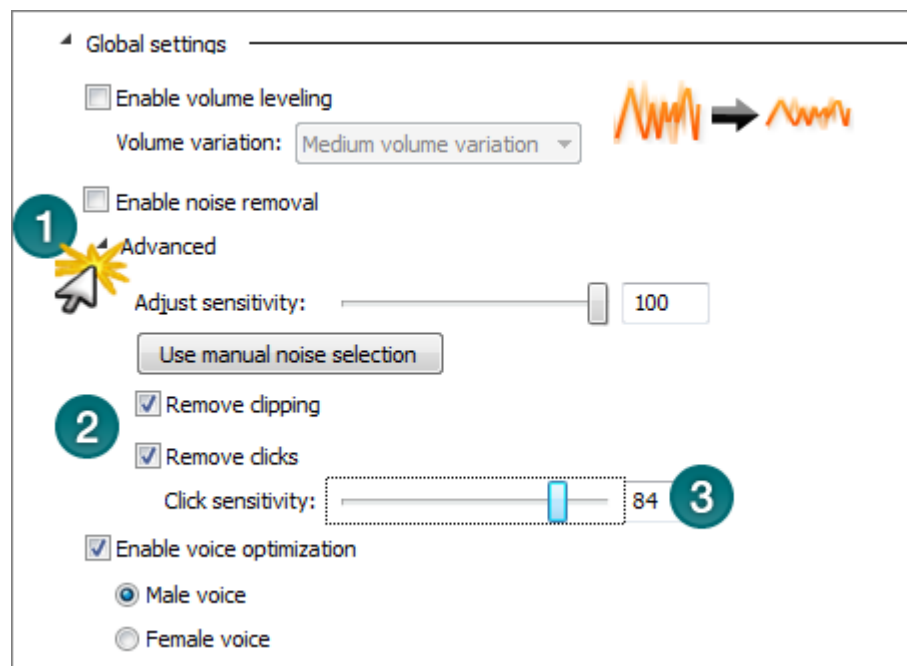 Global settings
Enable volume leveling
Volume variation: Medium volume variation
Enable noise removal
1
Advanced
Adjust sensitivity: 100
Use manual noise selection
2
Remove clipping
Remove clicks
Click sensitivity: 84 3
Enable voice optimization
Male voice
Female voice